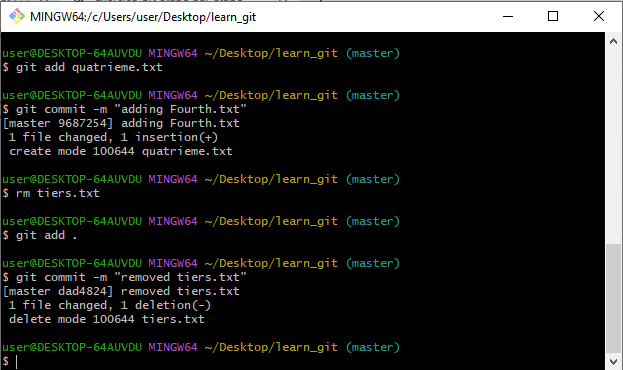 MINGW64:/c/Users/user/Desktop/learn_git
user@DESKTOP-64AUVDU MINGW64 ~/Desktop/learn_git (master)
$ git add quatrieme.txt
user@DESKTOP-64AUVDU MINGW64 ~/Desktop/learn_git (master)
$ git commit -m "adding Fourth.txt"
[master 9687254] adding Fourth.txt
 1 file changed, 1 insertion(+)
 create mode 100644 quatrieme.txt
user@DESKTOP-64AUVDU MINGW64 ~/Desktop/learn_git (master)
$ rm tiers.txt
user@DESKTOP-64AUVDU MINGW64 ~/Desktop/learn_git (master)
$ git add .
user@DESKTOP-64AUVDU MINGW64 ~/Desktop/learn_git (master)
$ git commit -m "removed tiers.txt"
[master dad4824] removed tiers.txt
 1 file changed, 1 deletion(-)
 delete mode 100644 tiers.txt
user@DESKTOP-64AUVDU MINGW64 ~/Desktop/learn_git (master)
$